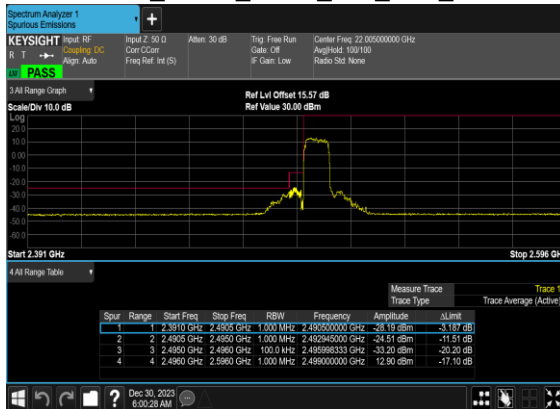 Spectrum Analyzer 1
Spurious Emissions
KEYSIGHT
R T
PASS
Input: RF
Coupling: DC
Align: Auto
Input Z: 50 Ω
Corr CCorr
Freq Ref: Int (S)
Atten: 30 dB
Trig: Free Run
Gate: Off
IF Gain: Low
Center Freq: 22.005000000 GHz
Avg|Hold: 100/100
Radio Std: None
3 All Range Graph
Scale/Div 10.0 dB
Ref Lvl Offset 15.57 dB
Ref Value 30.00 dBm
Log
20.0
10.0
0.00
-10.0
-20.0
-30.0
-40.0
-50.0
-60.0
Start 2.391 GHz
Stop 2.596 GH
4 All Range Table
Measure Trace Trace 1
Trace Type Trace Average (Active)
Spur Range Start Freq Stop Freq RBW Frequency Amplitude ΔLimit
1 1 2.3910 GHz 2.4905 GHz 1.000 MHz 2.490500000 GHz -28.19 dBm -3.187 dB
2 2 2.4905 GHz 2.4950 GHz 1.000 MHz 2.492945000 GHz -24.51 dBm -11.51 dB
3 3 2.4950 GHz 2.4960 GHz 100.0 kHz 2.495998333 GHz -33.20 dBm -20.20 dB
4 4 2.4960 GHz 2.5960 GHz 1.000 MHz 2.499000000 GHz 12.90 dBm -17.10 dB
Dec 30, 2023
6:00:28 AM